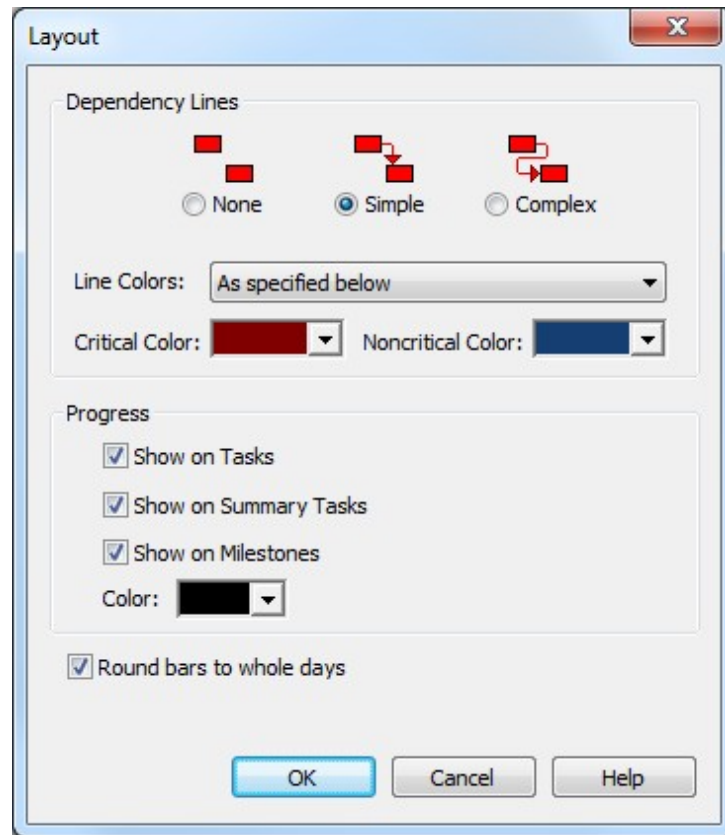 Layout
Dependency Lines
None Simple Complex
Line Colors: As specified below
Critical Color: Noncritical Color:
Progress
Show on Tasks
Show on Summary Tasks
Show on Milestones
Color:
Round bars to whole days
OK Cancel Help